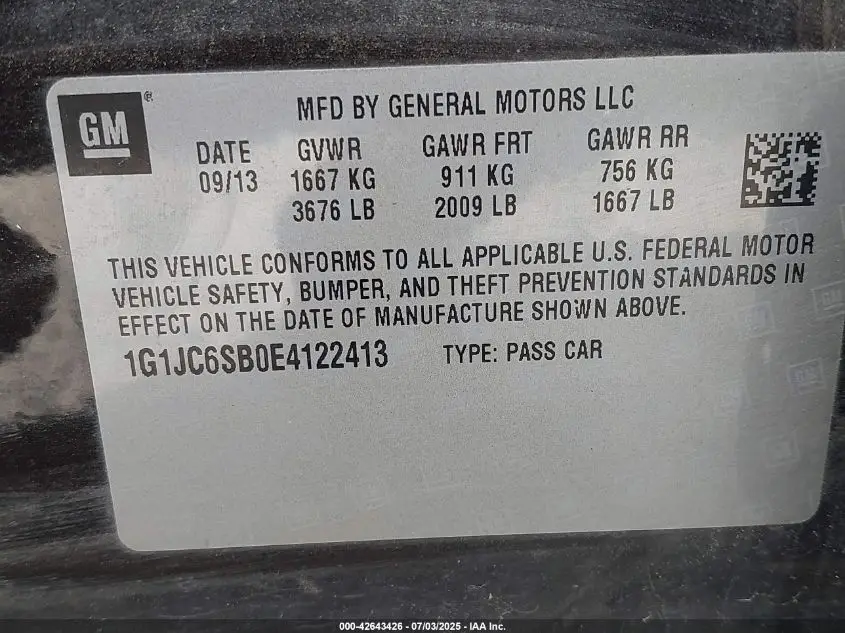 GM ®
MFD BY GENERAL MOTORS LLC
DATE GVWR GAWR FRT GAWR RR
09/13 1667 KG 911 KG 756 KG
3676 LB 2009 LB 1667 LB
THIS VEHICLE CONFORMS TO ALL APPLICABLE U.S. FEDERAL MOTOR
VEHICLE SAFETY, BUMPER, AND THEFT PREVENTION STANDARDS IN
EFFECT ON THE DATE OF MANUFACTURE SHOWN ABOVE.
1G1JC6SB0E4122413 TYPE: PASS CAR
000-42643426 - 07/03/2025 - IAA Inc.